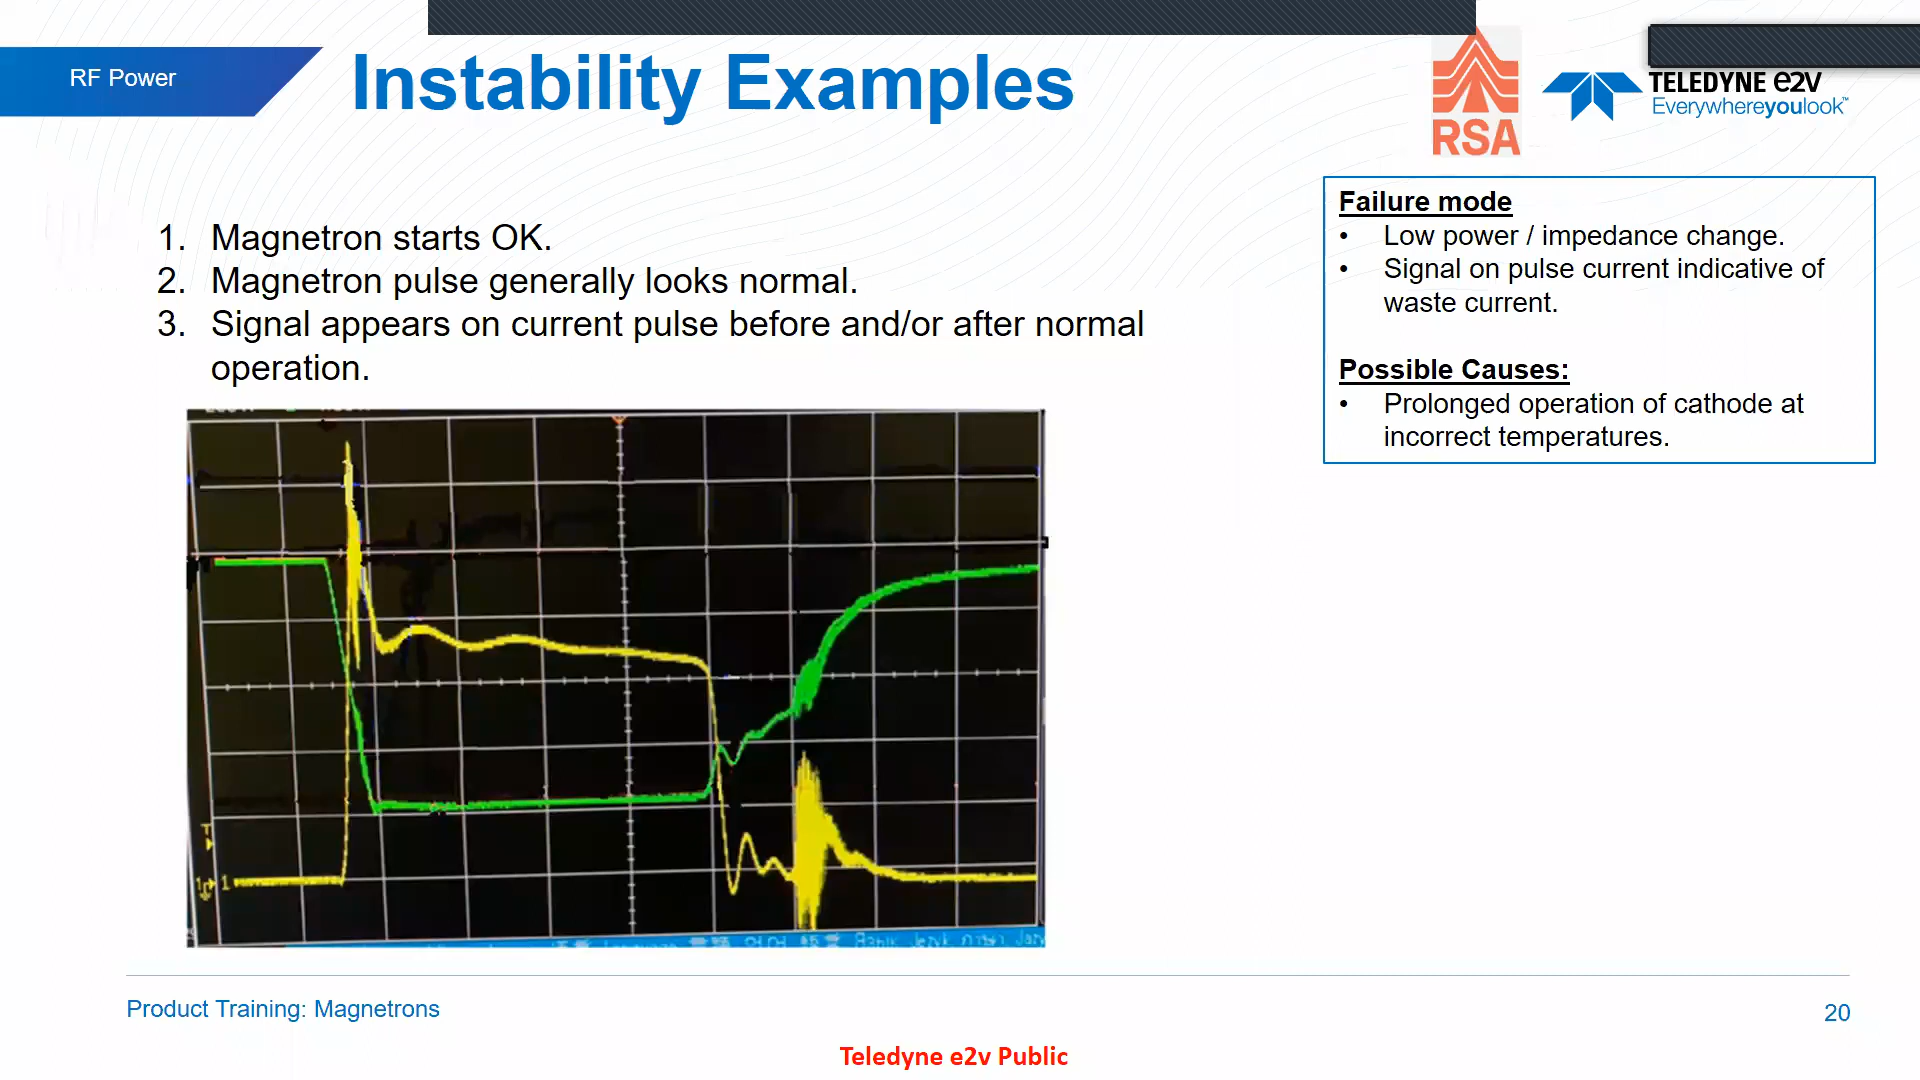 RF Power
Instability Examples
RSA
TELEDYNE e2v
Everywhereyoulook™
1. Magnetron starts OK.
2. Magnetron pulse generally looks normal.
3. Signal appears on current pulse before and/or after normal
operation.
Failure mode
• Low power / impedance change.
• Signal on pulse current indicative of
waste current.
Possible Causes:
• Prolonged operation of cathode at
incorrect temperatures.
T
1
Product Training: Magnetrons
20
Teledyne e2v Public